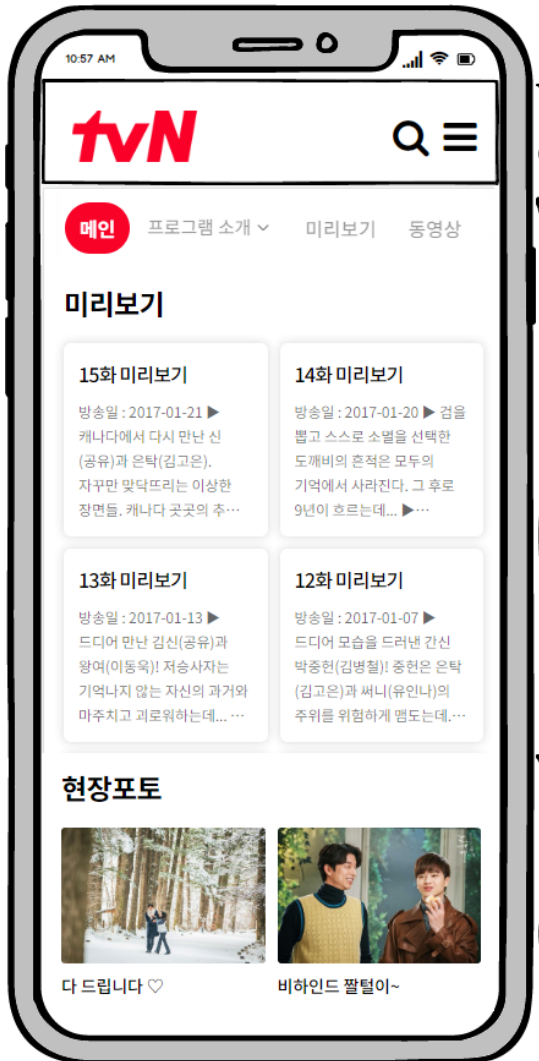 10:57 AM
tvN
메인 프로그램 소개 미리보기 동영상
미리보기
15화 미리보기
방송일 : 2017-01-21 ▶
캐나다에서 다시 만난 신
(공유)과 은탁(김고은).
자꾸만 맞닥뜨리는 이상한
장면들. 캐나다 곳곳의 추…
14화 미리보기
방송일 : 2017-01-20 ▶ 검을
뽑고 스스로 소멸을 선택한
도깨비의 흔적은 모두의
기억에서 사라진다. 그 후로
9년이 흐르는데... ▶…
13화 미리보기
방송일 : 2017-01-13 ▶
드디어 만난 김신(공유)과
왕여(이동욱)! 저승사자는
기억나지 않는 자신의 과거와
마주치고 괴로워하는데... …
12화 미리보기
방송일 : 2017-01-07 ▶
드디어 모습을 드러낸 간신
박중헌(김병철)! 중헌은 은탁
(김고은)과 써니(유인나)의
주위를 위험하게 맴도는데.…
현장포토
다 드립니다 ♡
비하인드 짤털이~